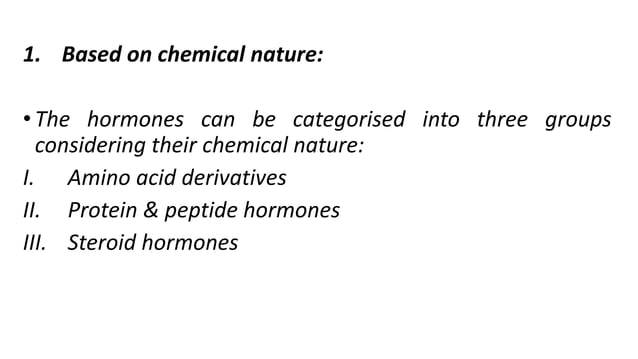 1. Based on chemical nature:
• The hormones can be categorised into three groups
considering their chemical nature:
I. Amino acid derivatives
II. Protein & peptide hormones
III. Steroid hormones